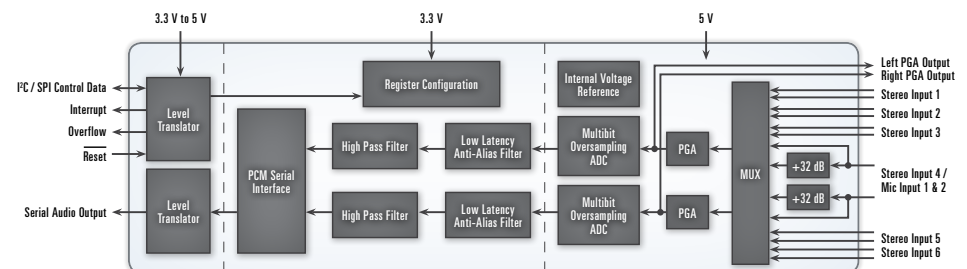 3.3 V to 5 V
3.3 V
5 V
I²C / SPI Control Data
Interrupt
Overflow
Reset
Serial Audio Output
Level
Translator
Level
Translator
PCM Serial
Interface
Register Configuration
High Pass Filter
Low Latency
Anti-Alias Filter
High Pass Filter
Low Latency
Anti-Alias Filter
Internal Voltage
Reference
Multibit
Oversampling
ADC
Multibit
Oversampling
ADC
PGA
PGA
MUX
+32 dB
+32 dB
Left PGA Output
Right PGA Output
Stereo Input 1
Stereo Input 2
Stereo Input 3
Stereo Input 4 /
Mic Input 1 & 2
Stereo Input 5
Stereo Input 6